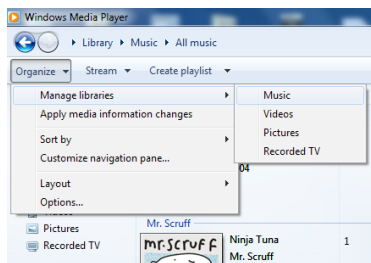 Windows Media Player
Library ▸ Music ▸ All music
Organize Stream Create playlist
Manage libraries
Apply media information changes
Sort by
Customize navigation pane...
Layout
Options...
Music
Videos
Pictures
Recorded TV
04
Pictures
Recorded TV
Mr. Scruff
mr.scruff
Ninja Tuna 1
Mr. Scruff